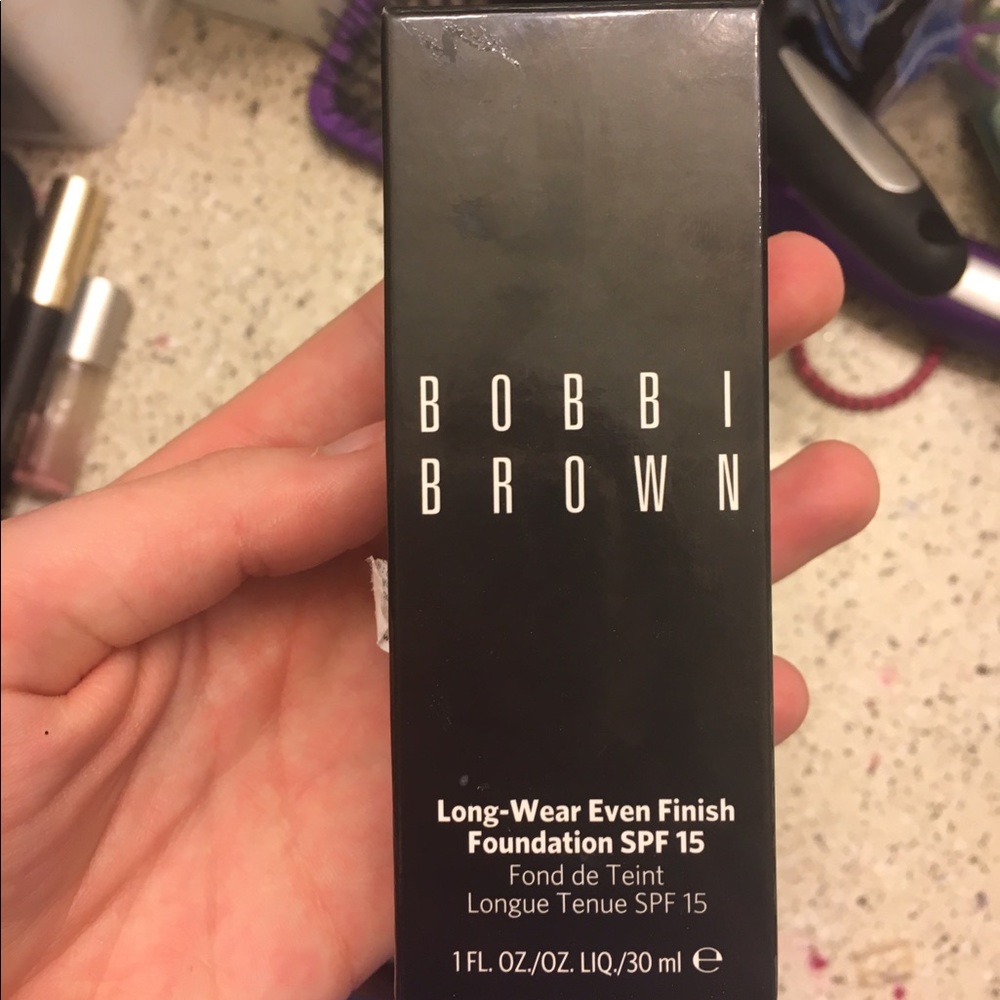 BOBBI
BROWN
Long-Wear Even Finish
Foundation SPF 15
Fond de Teint
Longue Tenue SPF 15
1 FL. OZ./OZ. LIQ./30 ml ℮